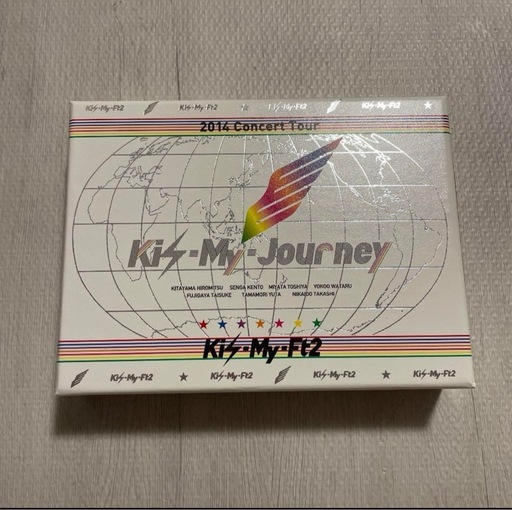 Kis-My-Ft2 Kis-My-Ft2 ★ Kis-My-Ft2 Kis-My-Ft2 ★
2014 Concert Tour
Kis-My-Journey
KITAYAMA HIROMITSU SENGA KENTO MIYATA TOSHIYA YOKOO WATARU
FUJIGAYA TAISUKE TAMAMORI YUTA NIKAIDO TAKASHI
★ ★ ★ ★ ★ ★ ★
Kis-My-Ft2
Kis-My-Ft2 ★ Kis-My-Ft2 Kis-My-Ft2 ★ Kis-My-Ft2